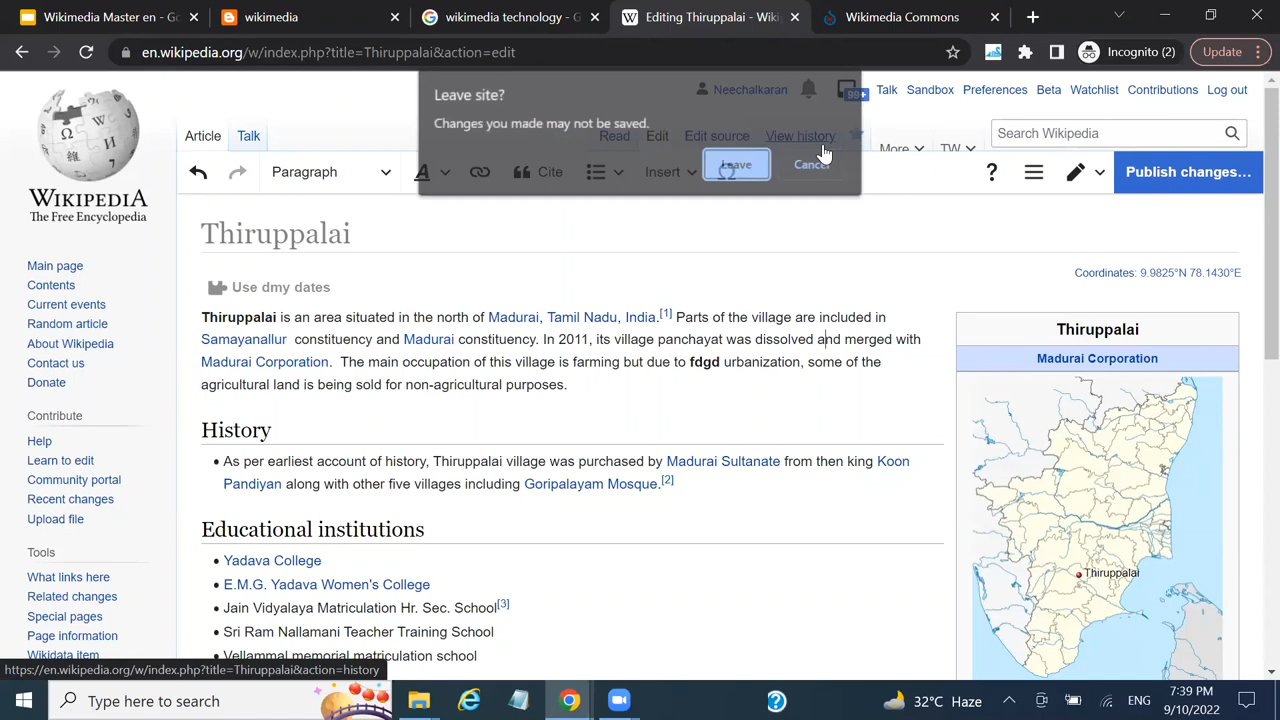 Wikimedia Master en - Go
wikimedia
wikimedia technology - G
Editing Thiruppalai - Wiki
Wikimedia Commons
en.wikipedia.org/w/index.php?title=Thiruppalai&action=edit
Incognito (2)
Update
Leave site?
Changes you made may not be saved.
Leave
Cancel
Neechalkaran
99+
Talk
Sandbox
Preferences
Beta
Watchlist
Contributions
Log out
Article
Talk
Read
Edit
Edit source
View history
More
TW
Search Wikipedia
Paragraph
A
Cite
Insert
Ω
?
Publish changes...
WIKIPEDIA
The Free Encyclopedia
Main page
Contents
Current events
Random article
About Wikipedia
Contact us
Donate
Contribute
Help
Learn to edit
Community portal
Recent changes
Upload file
Tools
What links here
Related changes
Special pages
Page information
Wikidata item
Thiruppalai
Coordinates: 9.9825°N 78.1430°E
Use dmy dates
Thiruppalai is an area situated in the north of Madurai, Tamil Nadu, India.[1] Parts of the village are included in
Samayanallur constituency and Madurai constituency. In 2011, its village panchayat was dissolved and merged with
Madurai Corporation. The main occupation of this village is farming but due to fdgd urbanization, some of the
agricultural land is being sold for non-agricultural purposes.
History
• As per earliest account of history, Thiruppalai village was purchased by Madurai Sultanate from then king Koon
Pandiyan along with other five villages including Goripalayam Mosque.[2]
Educational institutions
• Yadava College
• E.M.G. Yadava Women's College
• Jain Vidyalaya Matriculation Hr. Sec. School[3]
• Sri Ram Nallamani Teacher Training School
• Vellammal memorial matriculation school
Thiruppalai
Madurai Corporation
Thiruppalai
https://en.wikipedia.org/w/index.php?title=Thiruppalai&action=history
Type here to search
32°C Haze
ENG
7:39 PM
9/10/2022